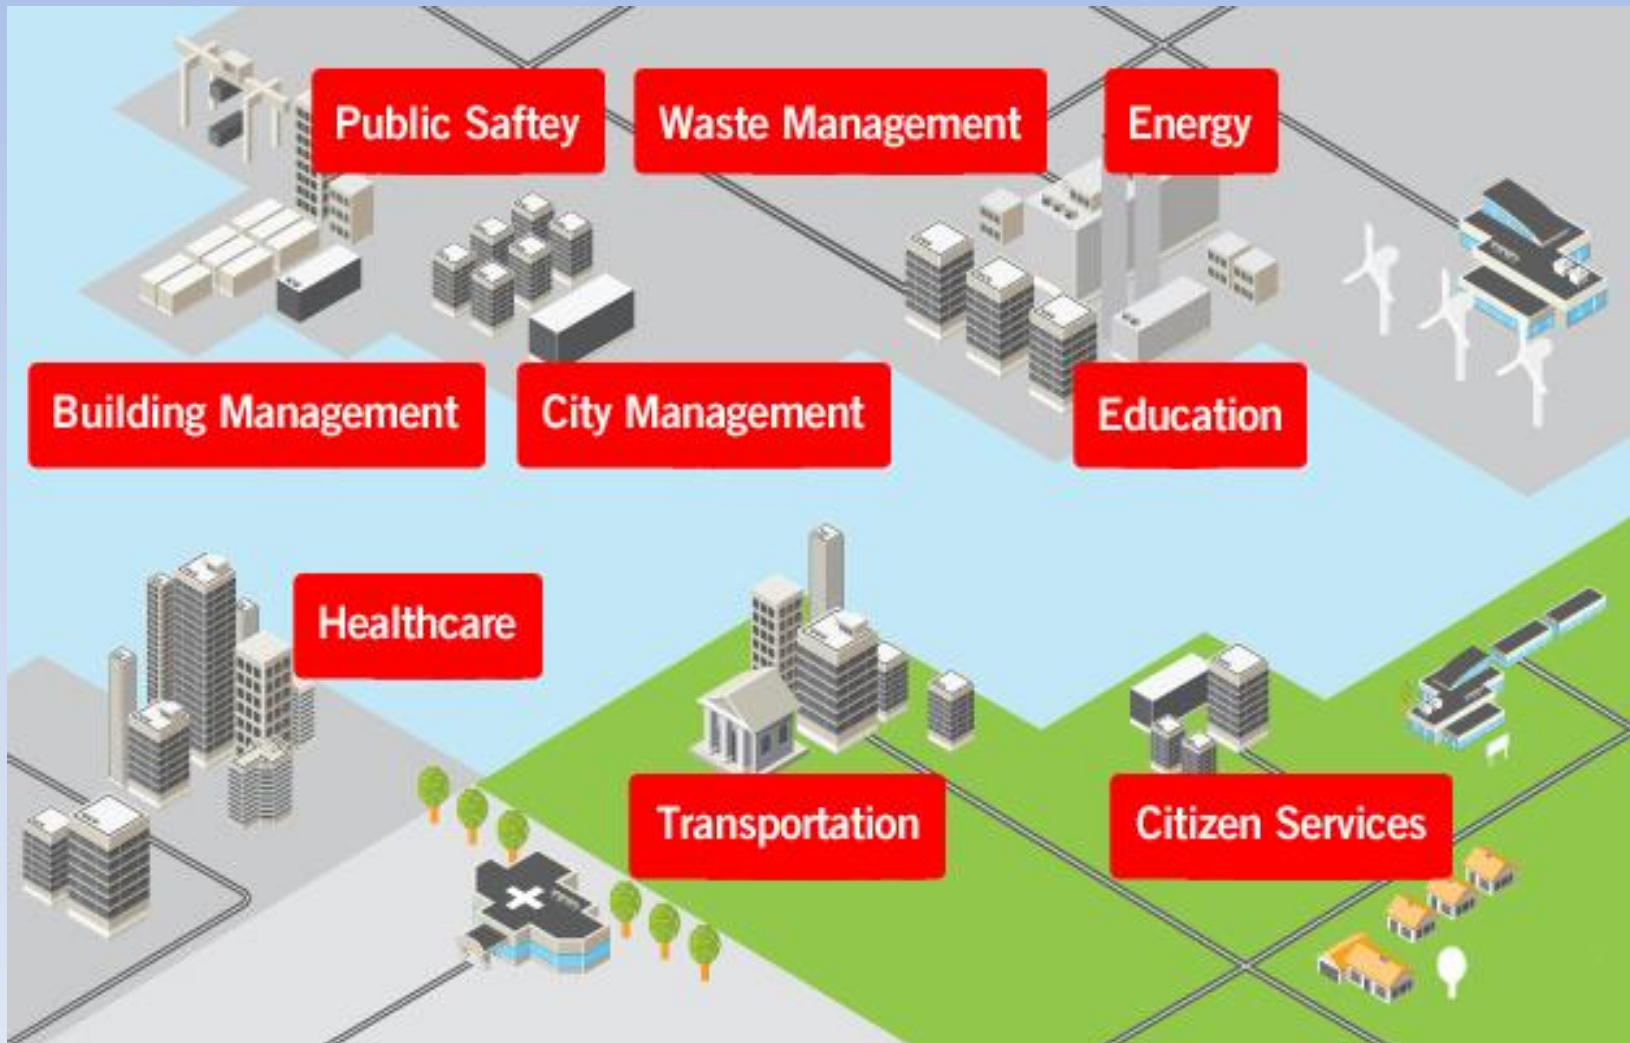 Public Saftey
Waste Management
Energy
Building Management
City Management
Education
Healthcare
Transportation
Citizen Services